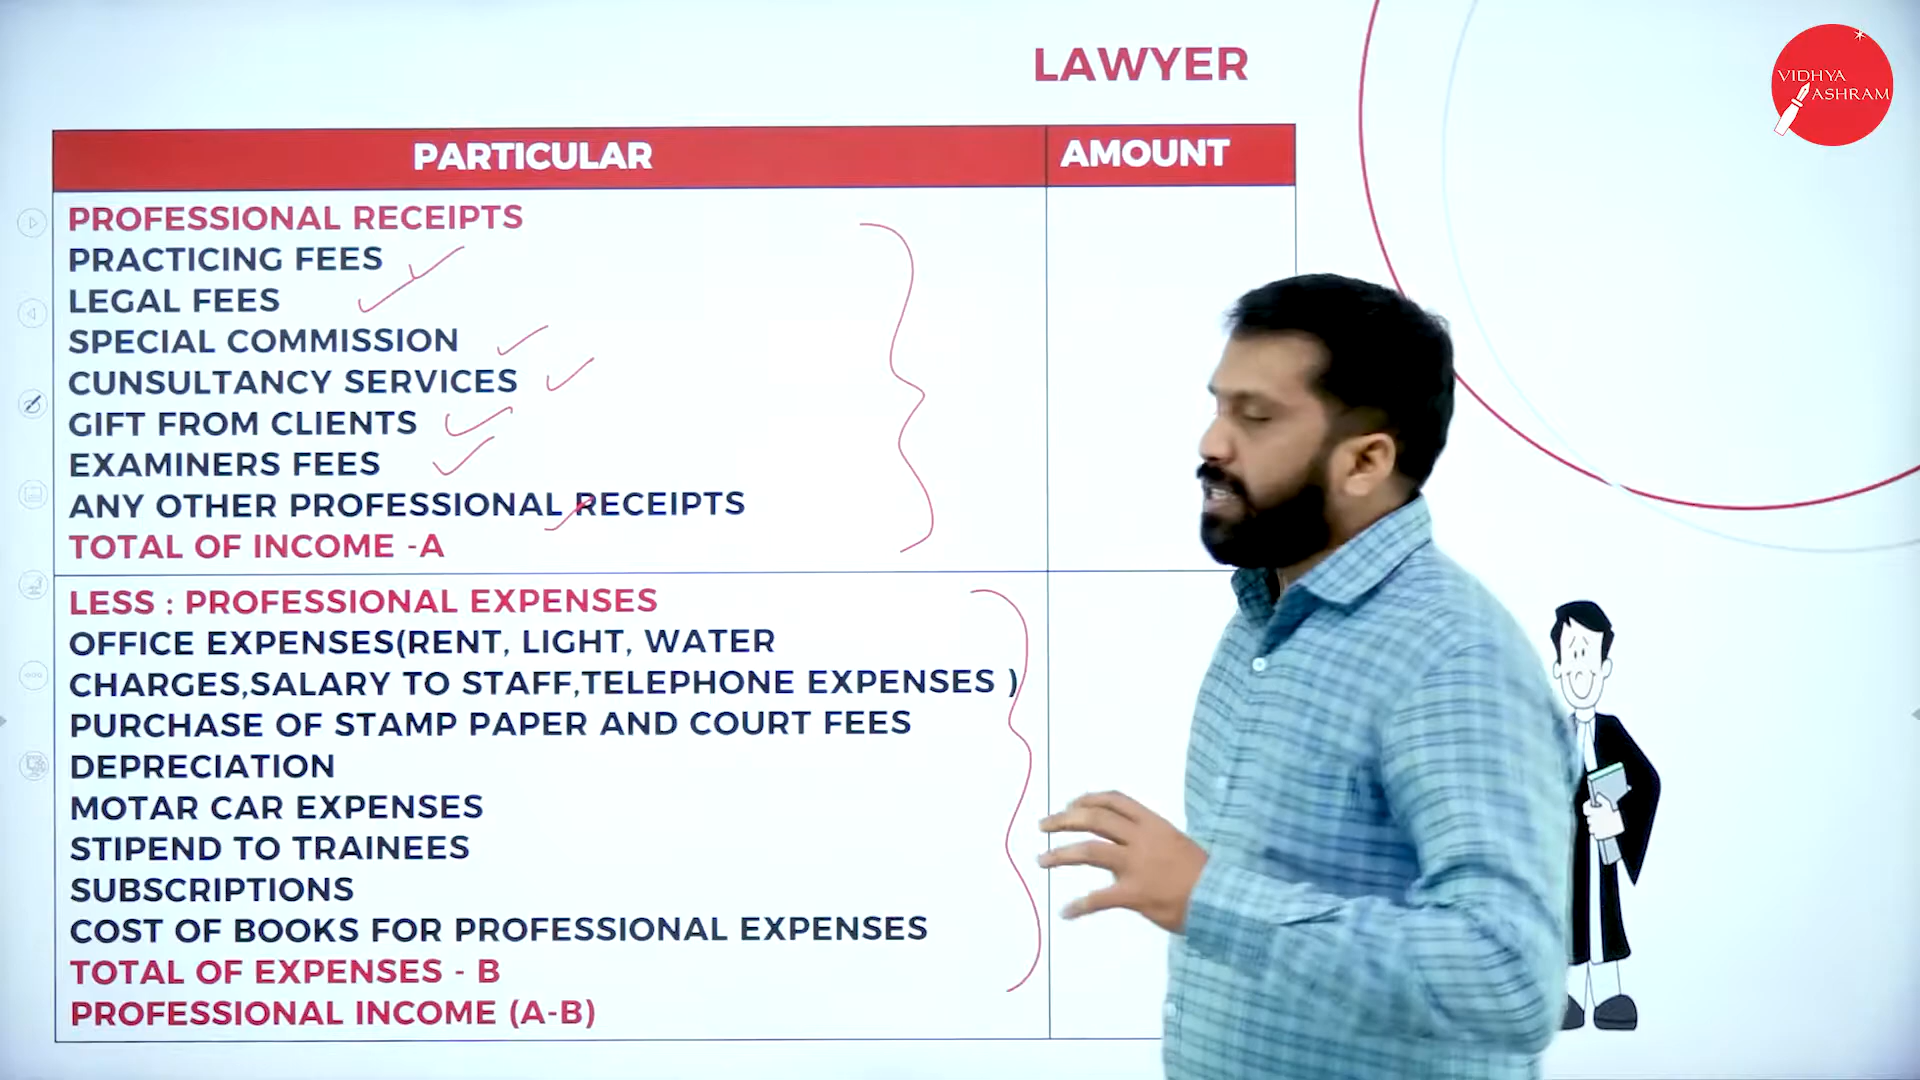 LAWYER
VIDHYA
ASHRAM
PARTICULAR AMOUNT
PROFESSIONAL RECEIPTS
PRACTICING FEES
LEGAL FEES
SPECIAL COMMISSION
CUNSULTANCY SERVICES
GIFT FROM CLIENTS
EXAMINERS FEES
ANY OTHER PROFESSIONAL RECEIPTS
TOTAL OF INCOME -A
LESS : PROFESSIONAL EXPENSES
OFFICE EXPENSES(RENT, LIGHT, WATER
CHARGES,SALARY TO STAFF,TELEPHONE EXPENSES )
PURCHASE OF STAMP PAPER AND COURT FEES
DEPRECIATION
MOTAR CAR EXPENSES
STIPEND TO TRAINEES
SUBSCRIPTIONS
COST OF BOOKS FOR PROFESSIONAL EXPENSES
TOTAL OF EXPENSES - B
PROFESSIONAL INCOME (A-B)